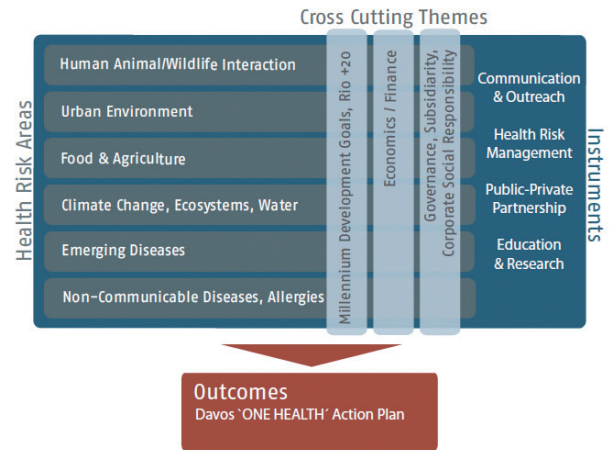 Cross Cutting Themes
Health Risk Areas
Human Animal/Wildlife Interaction
Urban Environment
Food & Agriculture
Climate Change, Ecosystems, Water
Emerging Diseases
Non-Communicable Diseases, Allergies
Millennium Development Goals, Rio +20
Economics / Finance
Governance, Subsidiarity,
Corporate Social Responsibility
Communication
& Outreach
Health Risk
Management
Public-Private
Partnership
Education
& Research
Instruments
Outcomes
Davos `ONE HEALTH´ Action Plan